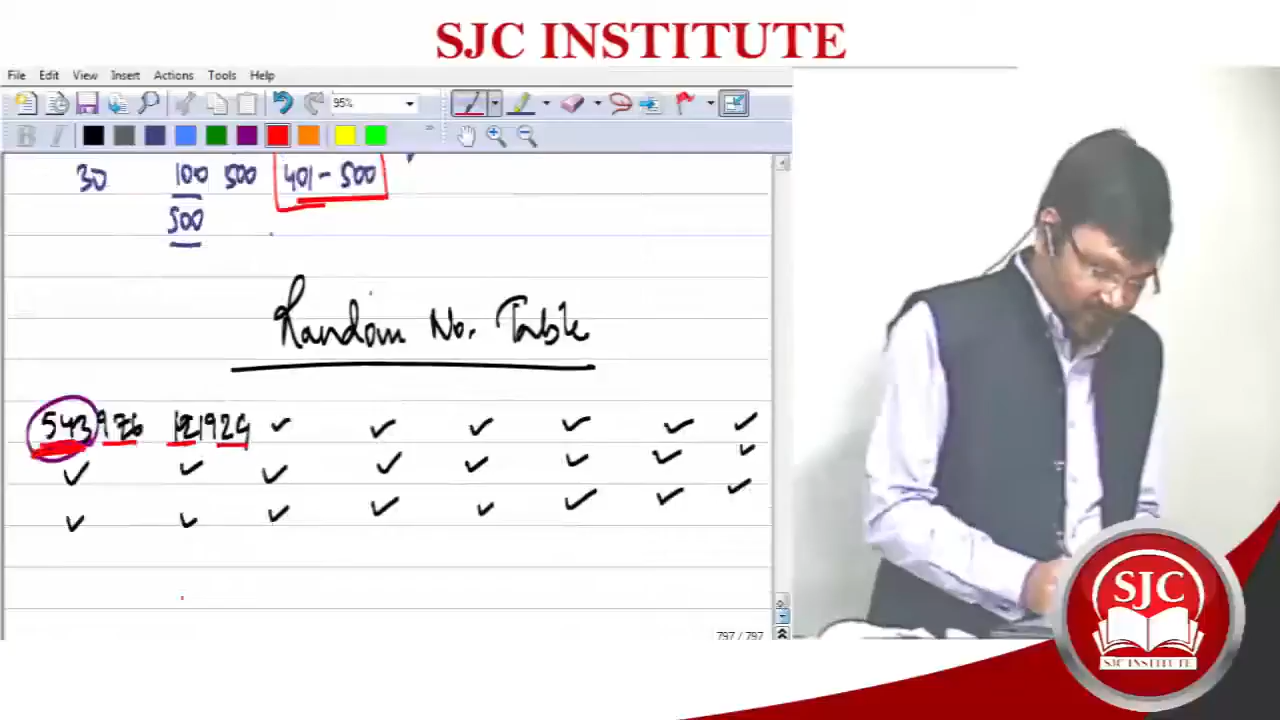 SJC INSTITUTE
File Edit View Insert Actions Tools Help
95%
B I
30 100 500 401 - 500
500
Random No. Table
543976 121924
797 / 797
SJC
SJC INSTITUTE